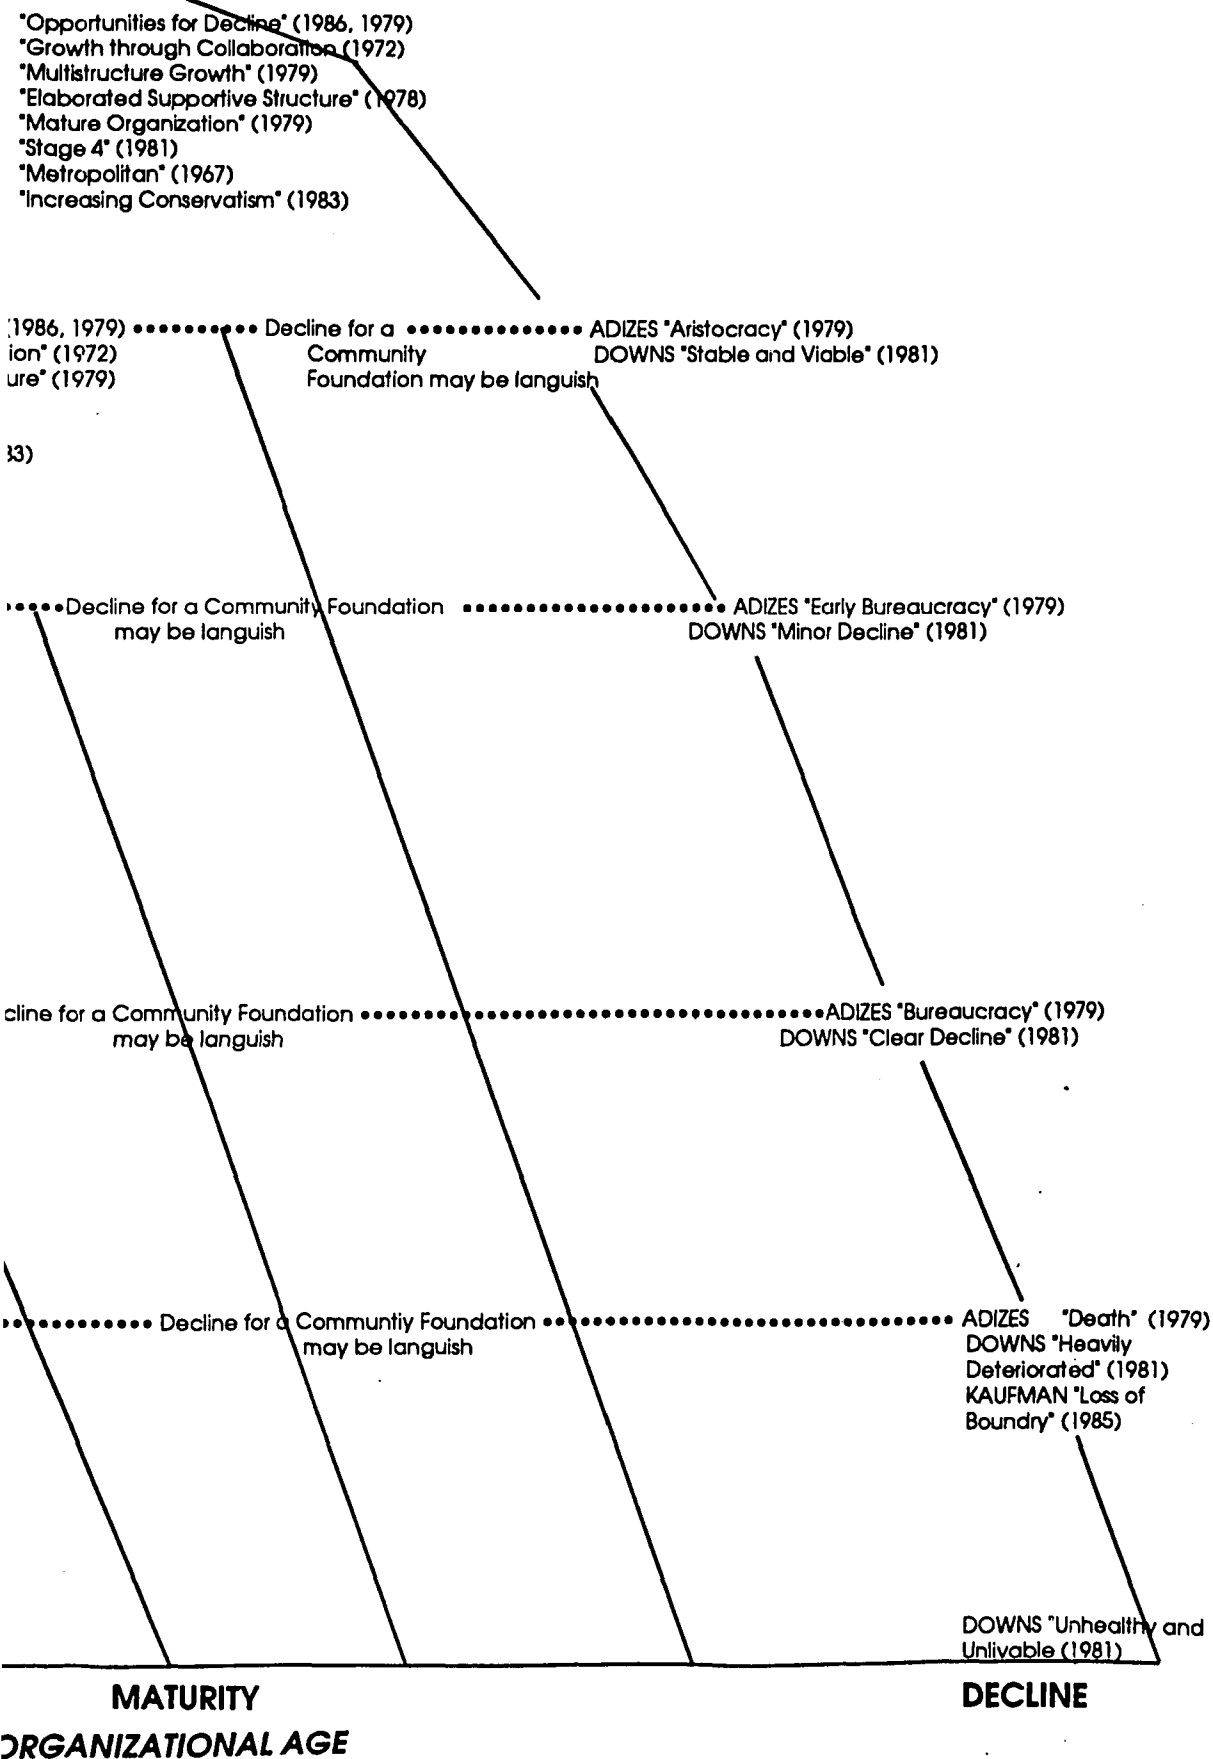 "Opportunities for Decline" (1986, 1979)
"Growth through Collaboration (1972)
"Multistructure Growth" (1979)
"Elaborated Supportive Structure" (1978)
"Mature Organization" (1979)
"Stage 4" (1981)
"Metropolitan" (1967)
"Increasing Conservatism" (1983)
1986, 1979) •••••••••• Decline for a •••••••••••••• ADIZES "Aristocracy" (1979)
ion" (1972) Community DOWNS "Stable and Viable" (1981)
ure" (1979) Foundation may be languish
33)
•••••Decline for a Community Foundation ••••••••••••••••••••• ADIZES "Early Bureaucracy" (1979)
may be languish DOWNS "Minor Decline" (1981)
cline for a Community Foundation ••••••••••••••••••••••••••••••••••••••ADIZES "Bureaucracy" (1979)
may be languish DOWNS "Clear Decline" (1981)
•••••••••••• Decline for a Communtiy Foundation ••••••••••••••••••••••••••••••••• ADIZES "Death" (1979)
may be languish DOWNS "Heavily
Deteriorated" (1981)
KAUFMAN "Loss of
Boundry" (1985)
DOWNS "Unhealthy and
Unlivable (1981)
MATURITY DECLINE
ORGANIZATIONAL AGE